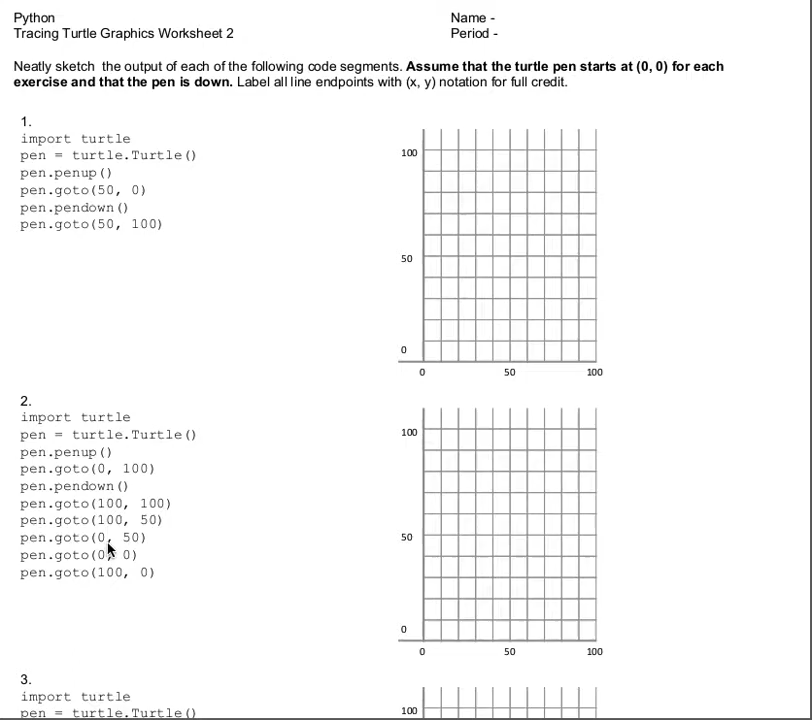 Python
Name -
Tracing Turtle Graphics Worksheet 2
Period -
Neatly sketch the output of each of the following code segments. Assume that the turtle pen starts at (0, 0) for each
exercise and that the pen is down. Label all line endpoints with (x, y) notation for full credit.
1.
import turtle
pen = turtle.Turtle()
pen.penup()
pen.goto(50, 0)
pen.pendown()
pen.goto(50, 100)
100
50
0
0 50 100
2.
import turtle
pen = turtle.Turtle()
pen.penup()
pen.goto(0, 100)
pen.pendown()
pen.goto(100, 100)
pen.goto(100, 50)
pen.goto(0, 50)
pen.goto(0, 0)
pen.goto(100, 0)
100
50
0
0 50 100
3.
import turtle
pen = turtle.Turtle()
100